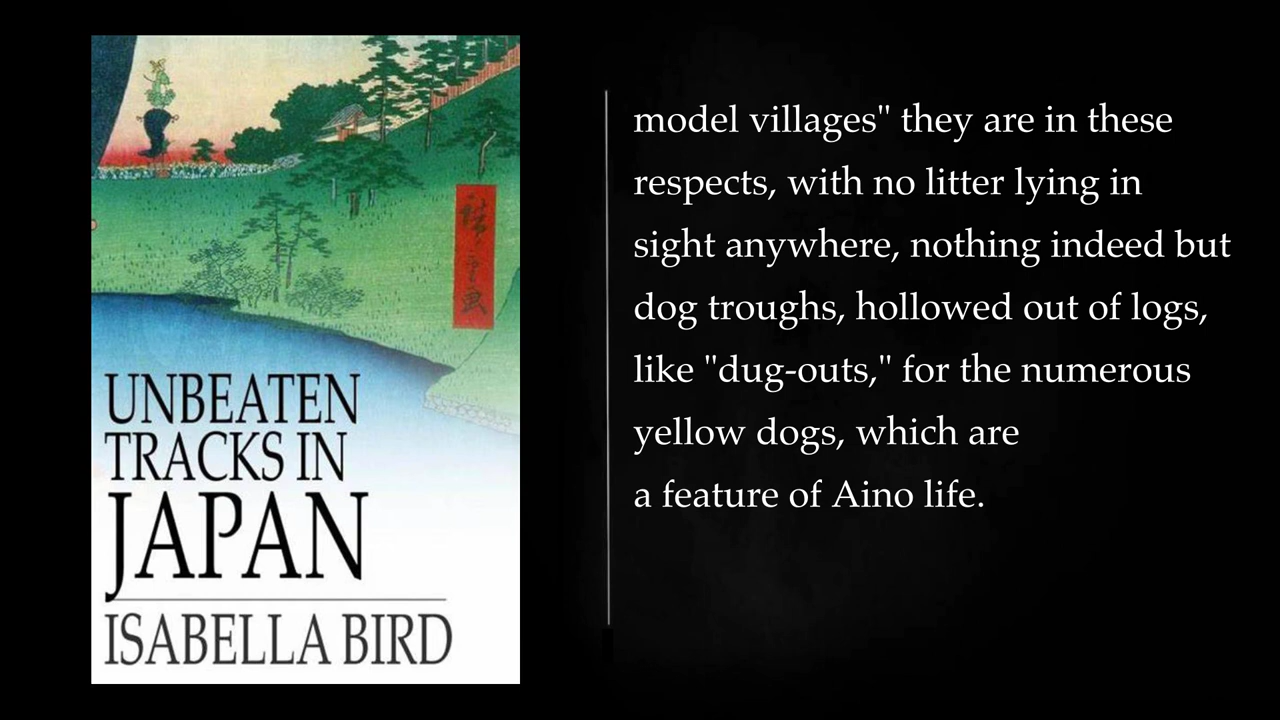 UNBEATEN
TRACKS IN
JAPAN
ISABELLA BIRD
model villages" they are in these
respects, with no litter lying in
sight anywhere, nothing indeed but
dog troughs, hollowed out of logs,
like "dug-outs," for the numerous
yellow dogs, which are
a feature of Aino life.